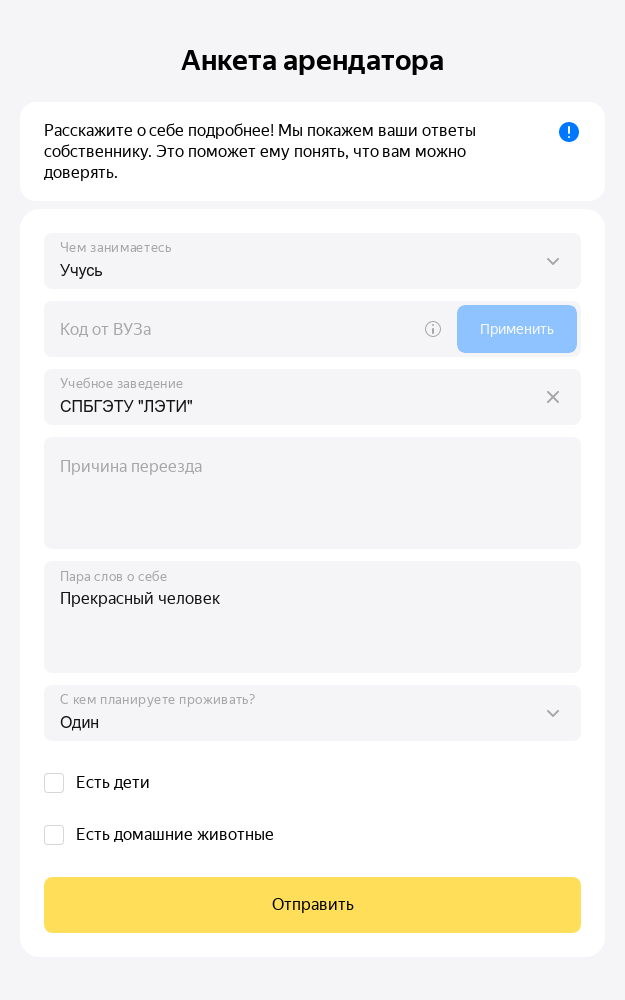 Анкета арендатора
Расскажите о себе подробнее! Мы покажем ваши ответы
собственнику. Это поможет ему понять, что вам можно
доверять.
Чем занимаетесь
Учусь
Код от ВУЗа
Применить
Учебное заведение
СПБГЭТУ "ЛЭТИ"
Причина переезда
Пара слов о себе
Прекрасный человек
С кем планируете проживать?
Один
Есть дети
Есть домашние животные
Отправить